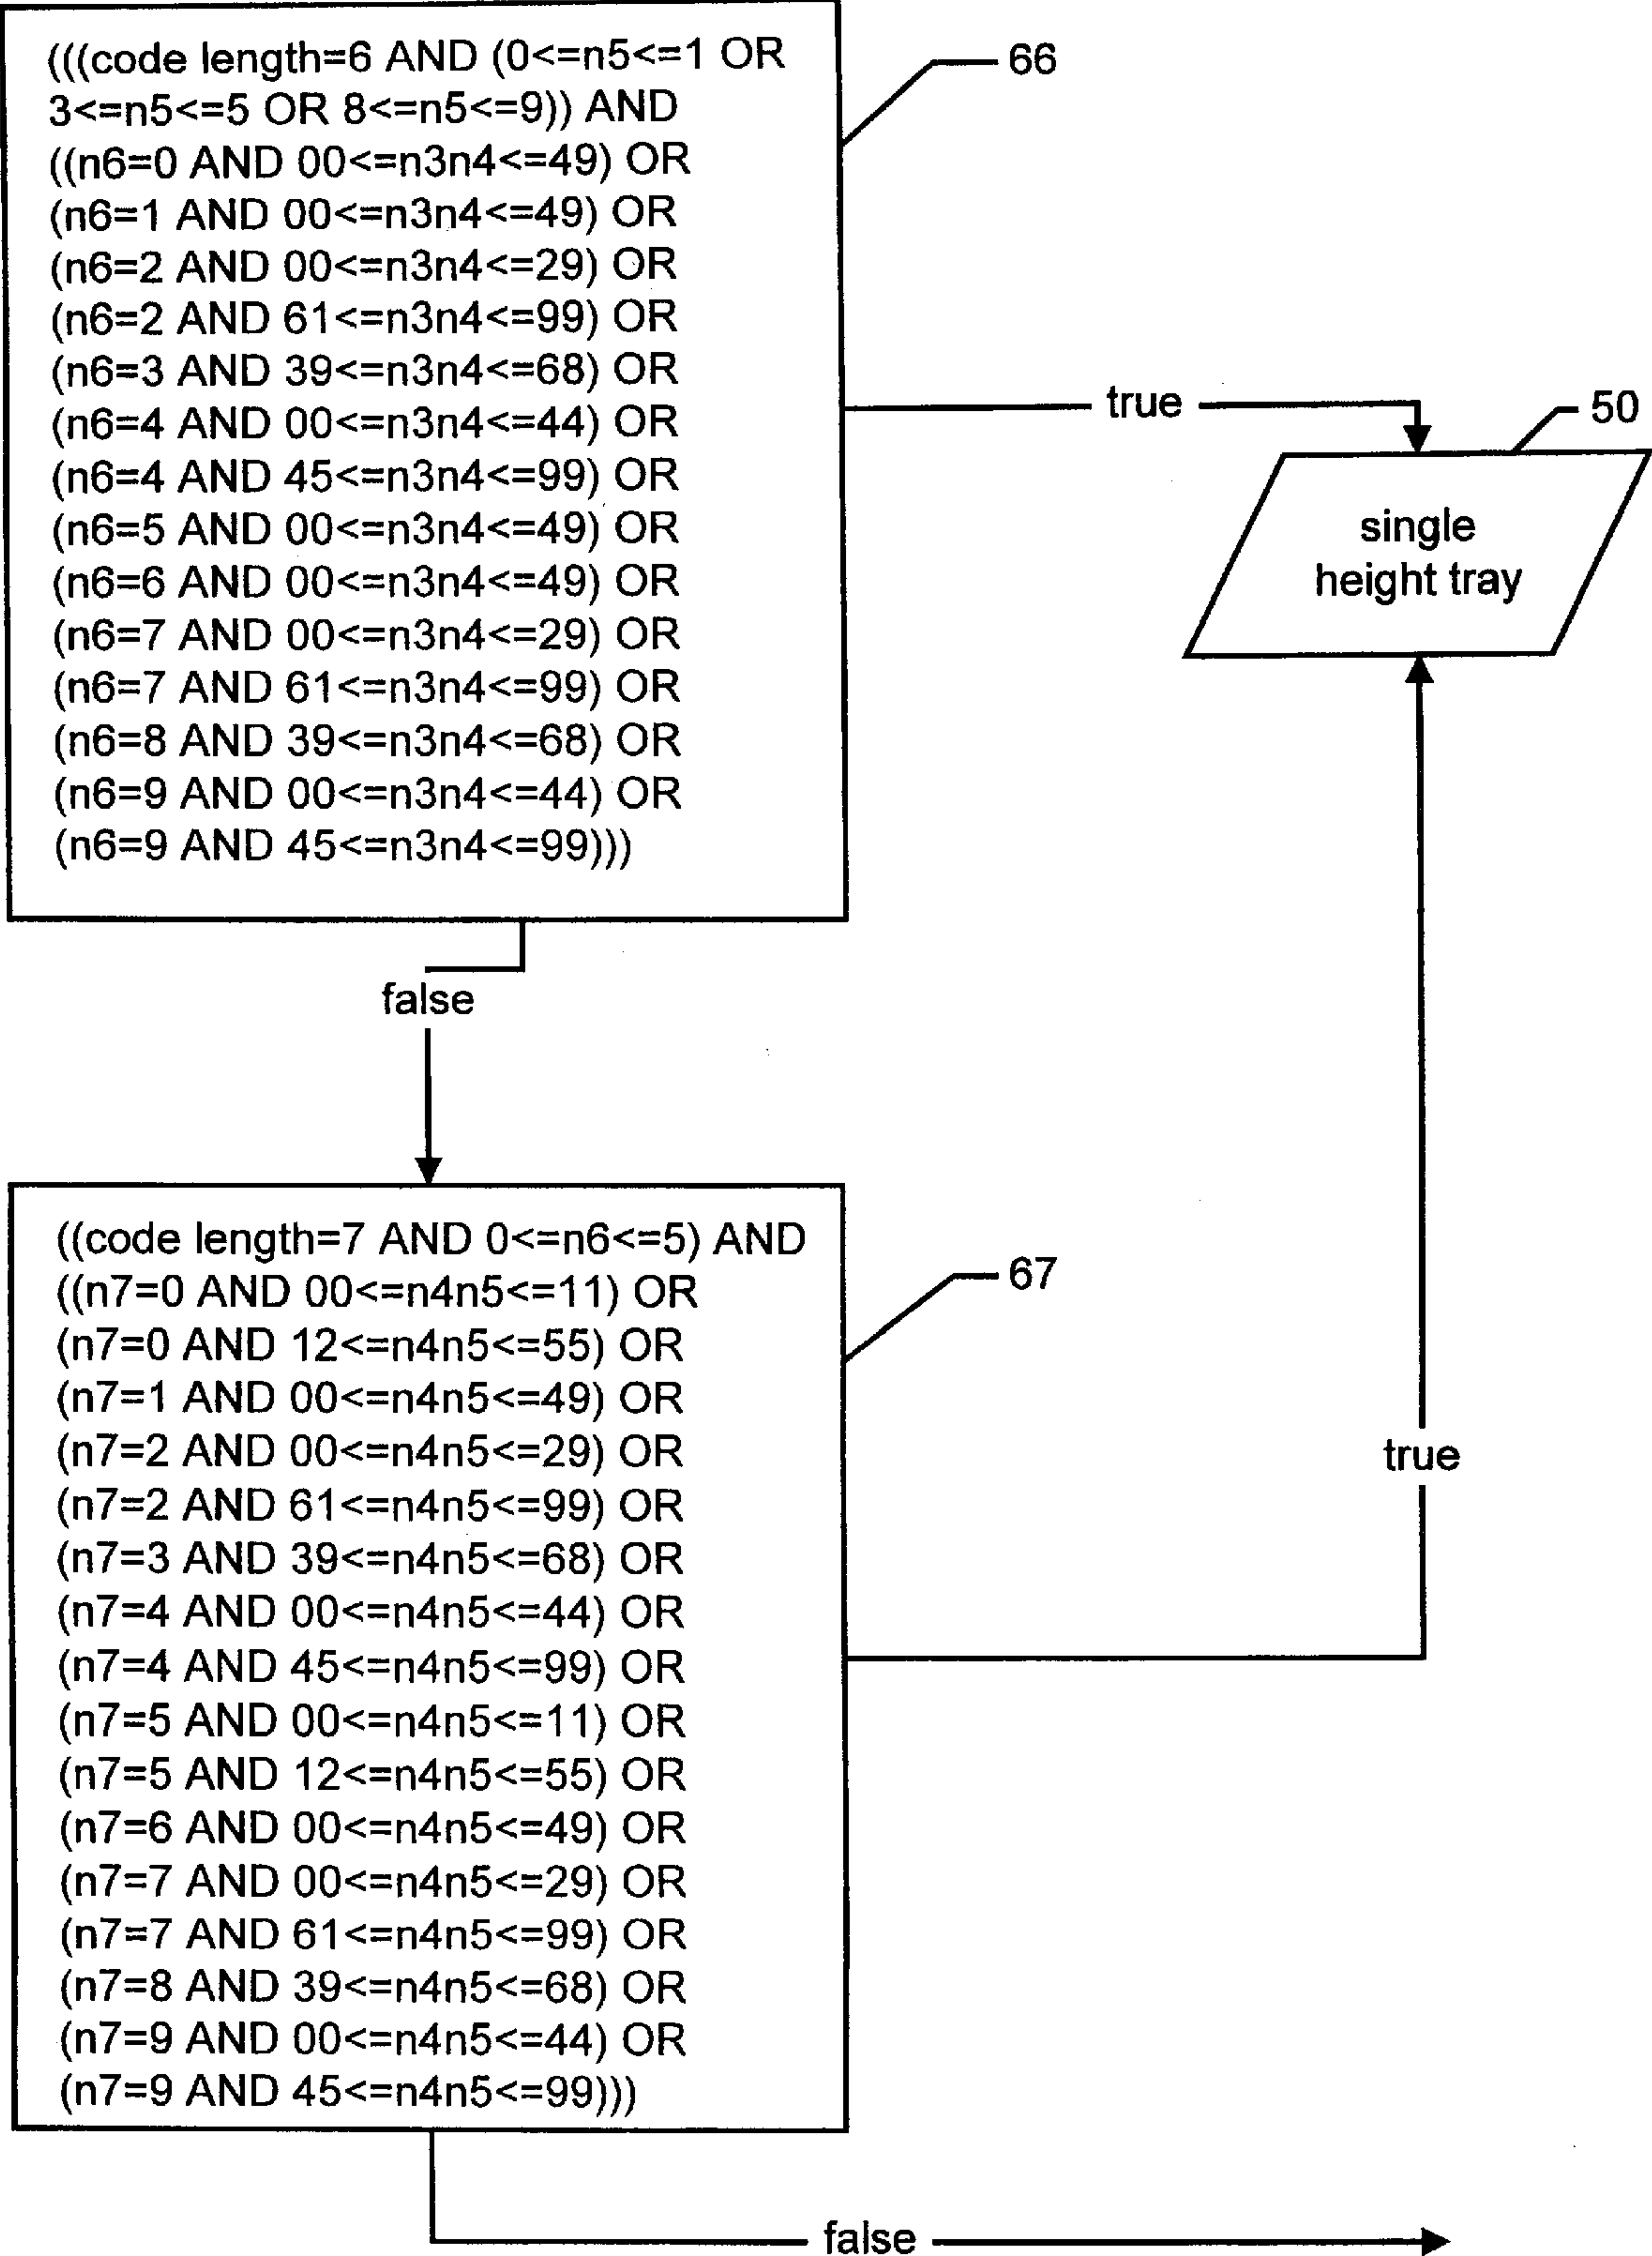 (((code length=6 AND (0<=n5<=1 OR
3<=n5<=5 OR 8<=n5<=9)) AND
((n6=0 AND 00<=n3n4<=49) OR
(n6=1 AND 00<=n3n4<=49) OR
(n6=2 AND 00<=n3n4<=29) OR
(n6=2 AND 61<=n3n4<=99) OR
(n6=3 AND 39<=n3n4<=68) OR
(n6=4 AND 00<=n3n4<=44) OR
(n6=4 AND 45<=n3n4<=99) OR
(n6=5 AND 00<=n3n4<=49) OR
(n6=6 AND 00<=n3n4<=49) OR
(n6=7 AND 00<=n3n4<=29) OR
(n6=7 AND 61<=n3n4<=99) OR
(n6=8 AND 39<=n3n4<=68) OR
(n6=9 AND 00<=n3n4<=44) OR
(n6=9 AND 45<=n3n4<=99)))
66
true
50
single
height tray
false
((code length=7 AND 0<=n6<=5) AND
((n7=0 AND 00<=n4n5<=11) OR
(n7=0 AND 12<=n4n5<=55) OR
(n7=1 AND 00<=n4n5<=49) OR
(n7=2 AND 00<=n4n5<=29) OR
(n7=2 AND 61<=n4n5<=99) OR
(n7=3 AND 39<=n4n5<=68) OR
(n7=4 AND 00<=n4n5<=44) OR
(n7=4 AND 45<=n4n5<=99) OR
(n7=5 AND 00<=n4n5<=11) OR
(n7=5 AND 12<=n4n5<=55) OR
(n7=6 AND 00<=n4n5<=49) OR
(n7=7 AND 00<=n4n5<=29) OR
(n7=7 AND 61<=n4n5<=99) OR
(n7=8 AND 39<=n4n5<=68) OR
(n7=9 AND 00<=n4n5<=44) OR
(n7=9 AND 45<=n4n5<=99)))
67
true
false